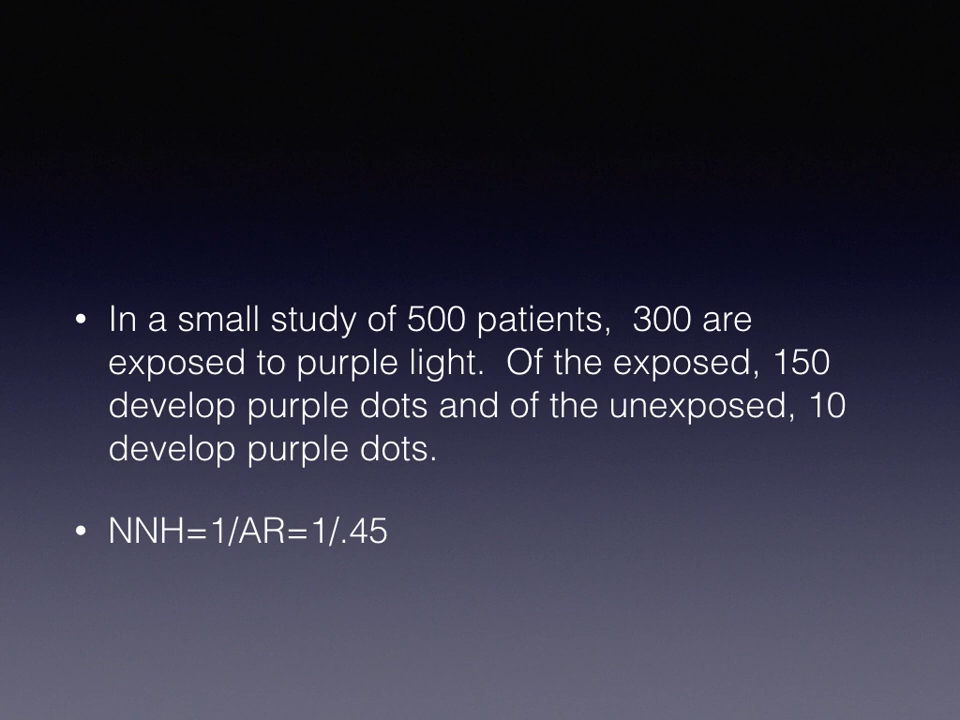 • In a small study of 500 patients,  300 are
exposed to purple light.  Of the exposed, 150
develop purple dots and of the unexposed, 10
develop purple dots.
• NNH=1/AR=1/.45